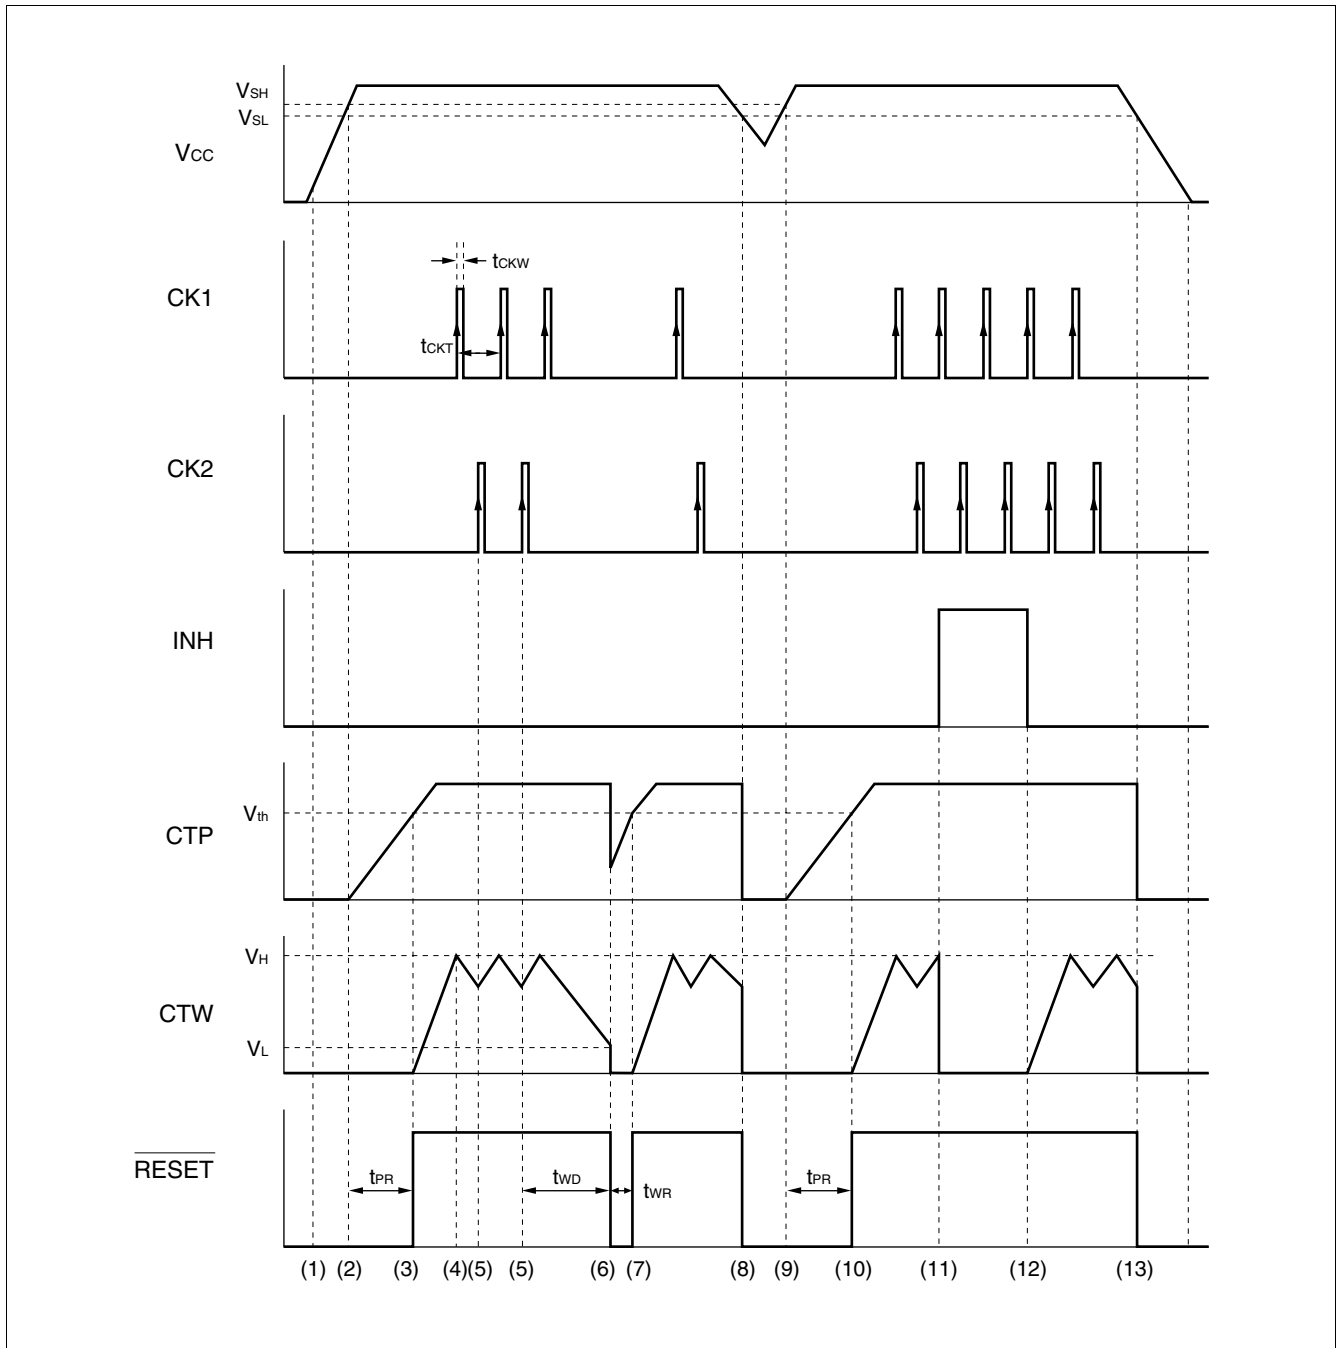 VSH
VSL
VCC
tCKW
CK1
tCKT
CK2
INH
Vth
CTP
VH
CTW
VL
RESET
tPR
tWD
tWR
tPR
(1) (2) (3) (4)(5) (5) (6) (7) (8) (9) (10) (11) (12) (13)